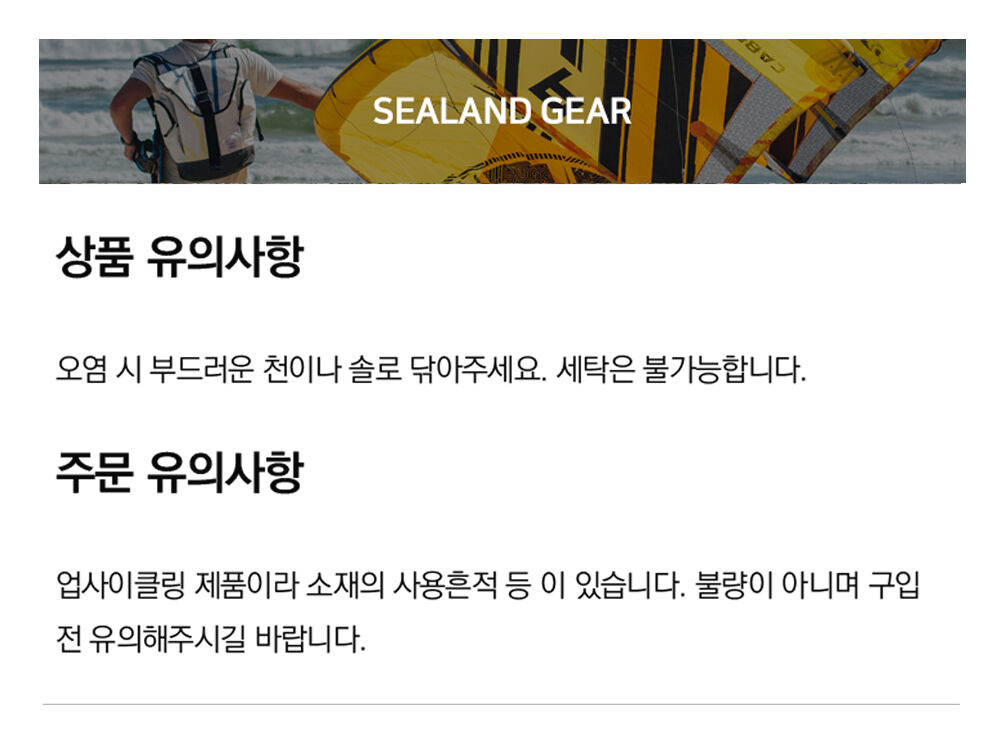 SEALAND GEAR
상품 유의사항
오염 시 부드러운 천이나 솔로 닦아주세요. 세탁은 불가능합니다.
주문 유의사항
업사이클링 제품이라 소재의 사용흔적 등 이 있습니다. 불량이 아니며 구입
전 유의해주시길 바랍니다.